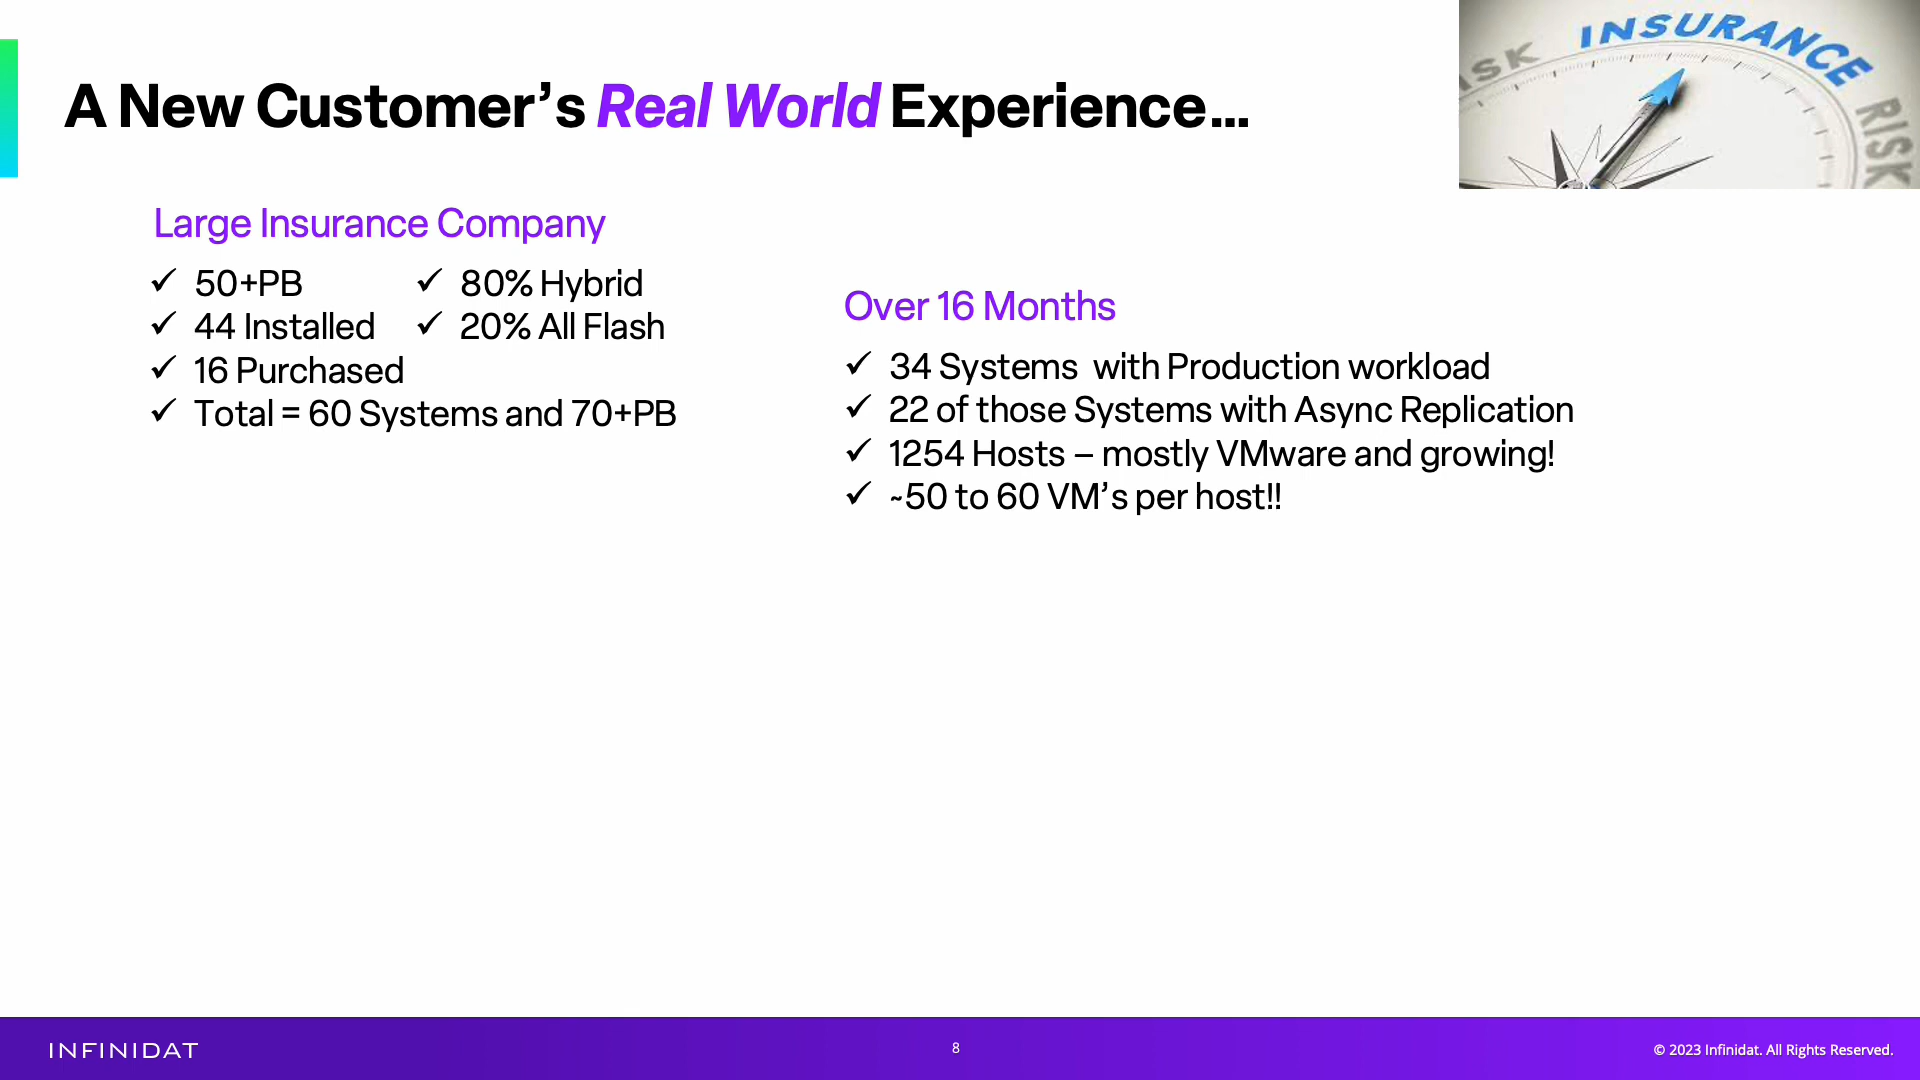 A New Customer’s Real World Experience...
INSURANCE
RISK
RISK
Large Insurance Company
✓ 50+PB
✓ 44 Installed
✓ 16 Purchased
✓ Total = 60 Systems and 70+PB
✓ 80% Hybrid
✓ 20% All Flash
Over 16 Months
✓ 34 Systems with Production workload
✓ 22 of those Systems with Async Replication
✓ 1254 Hosts – mostly VMware and growing!
✓ ~50 to 60 VM’s per host!!
INFINIDAT
8
© 2023 Infinidat. All Rights Reserved.